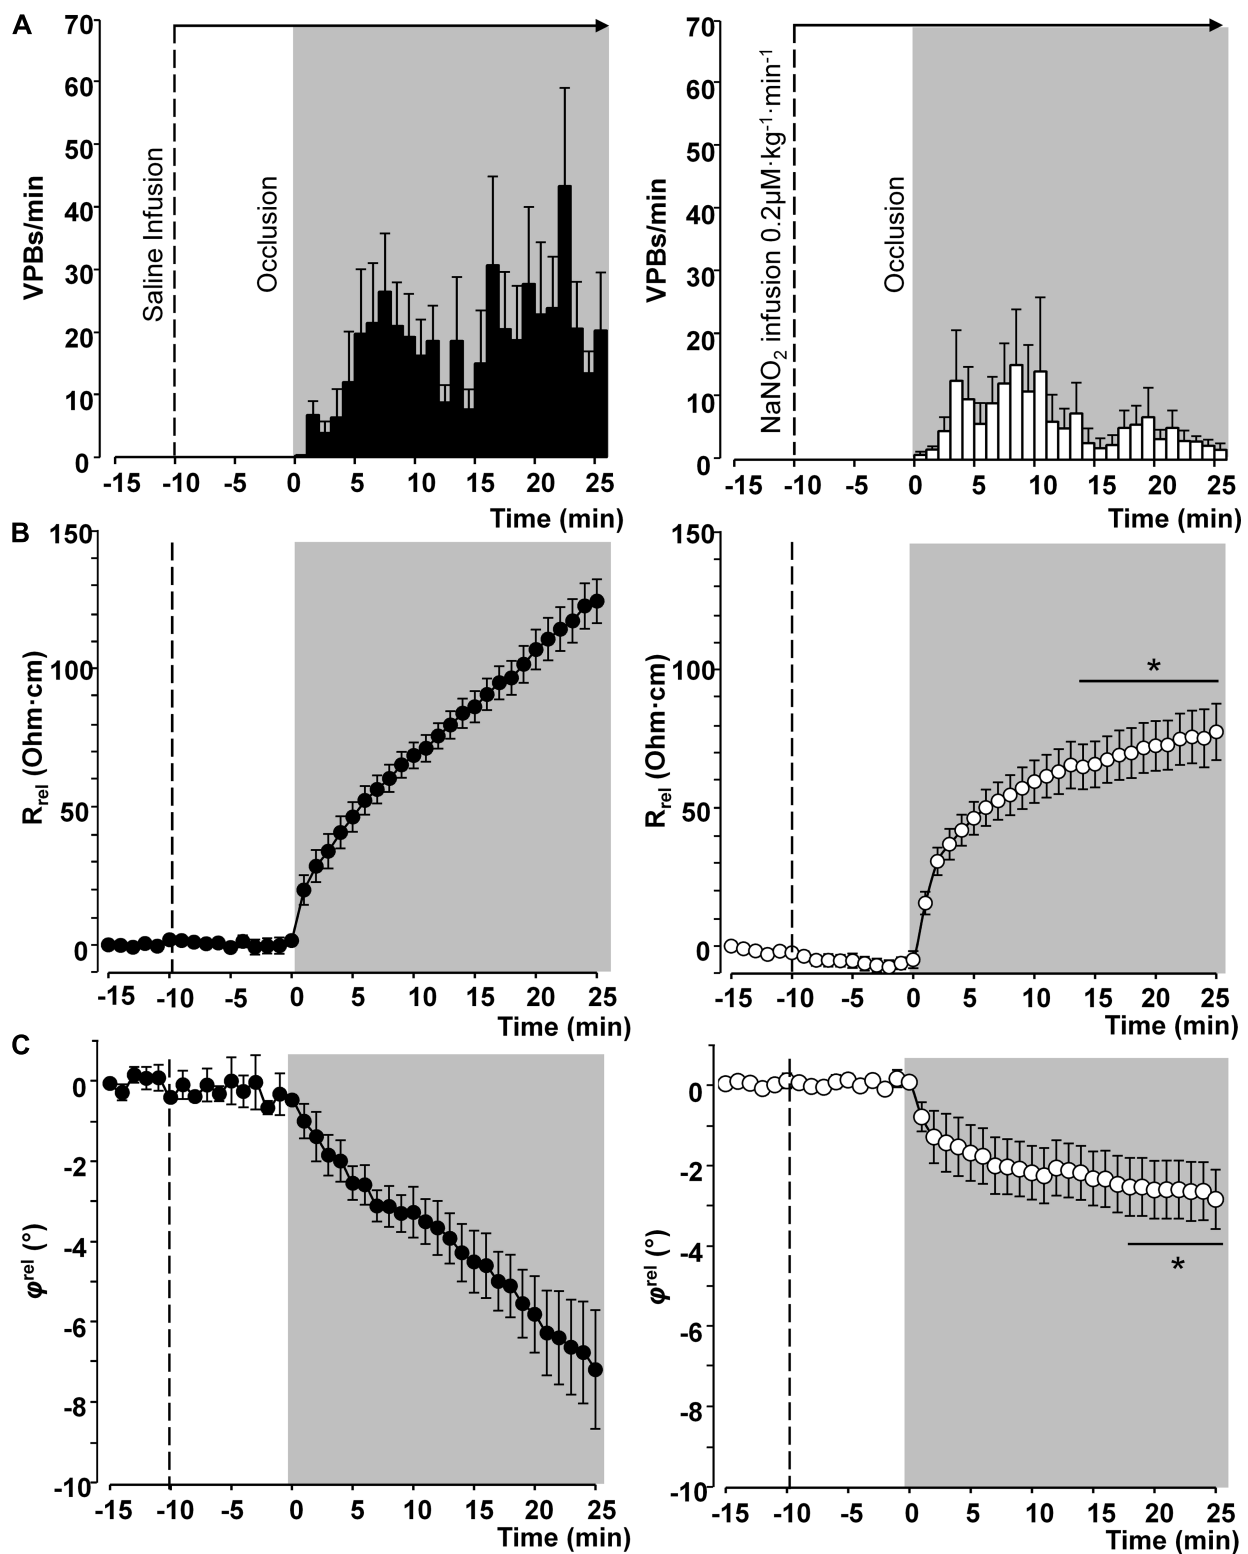 A
70
60
50
40
30
20
10
0
VPBs/min
Saline Infusion
Occlusion
-15 -10 -5 0 5 10 15 20 25
Time (min)
70
60
50
40
30
20
10
0
VPBs/min
NaNO2 infusion 0.2µM·kg-1·min-1
Occlusion
-15 -10 -5 0 5 10 15 20 25
Time (min)
B
150
100
50
0
Rrel (Ohm·cm)
-15 -10 -5 0 5 10 15 20 25
Time (min)
150
100
50
0
Rrel (Ohm·cm)
*
-15 -10 -5 0 5 10 15 20 25
Time (min)
C
0
-2
-4
-6
-8
-10
φrel (°)
-15 -10 -5 0 5 10 15 20 25
Time (min)
0
-2
-4
-6
-8
-10
φrel (°)
*
-15 -10 -5 0 5 10 15 20 25
Time (min)